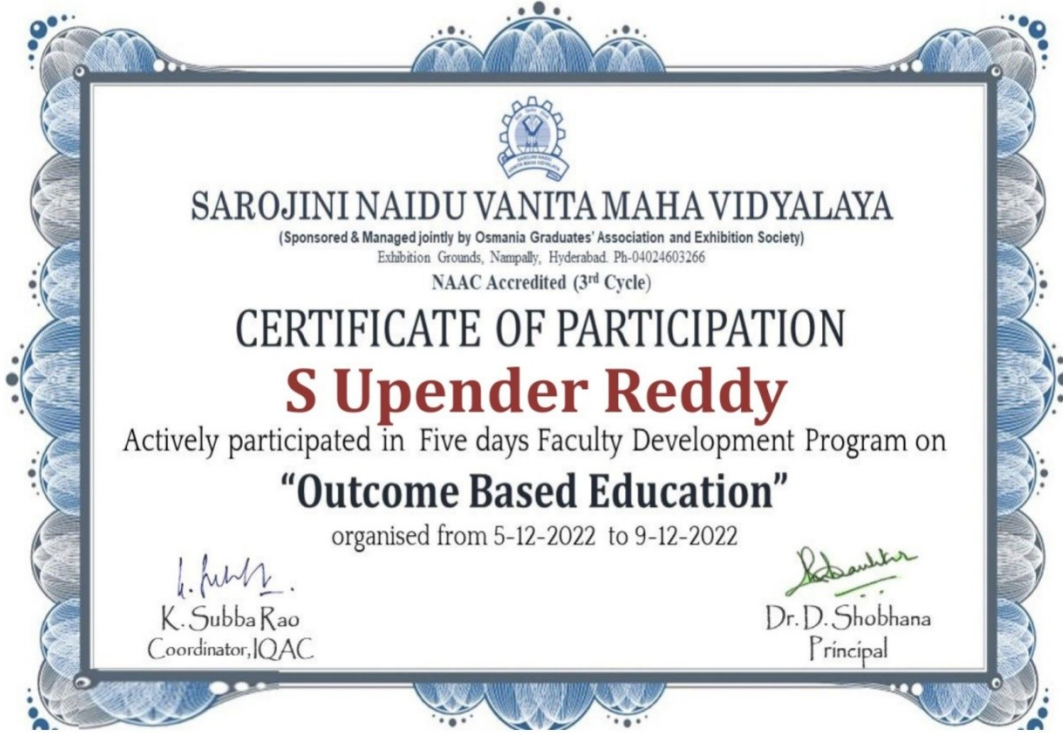 SAROJINI NAIDU VANITA MAHA VIDYALAYA
(Sponsored & Managed jointly by Osmania Graduates' Association and Exhibition Society)
Exhibition Grounds, Nampally, Hyderabad. Ph-04024603266
NAAC Accredited (3rd Cycle)
CERTIFICATE OF PARTICIPATION
S Upender Reddy
Actively participated in Five days Faculty Development Program on
“Outcome Based Education”
organised from 5-12-2022 to 9-12-2022
K. Subba Rao
Coordinator, IQAC
Dr. D. Shobhana
Principal